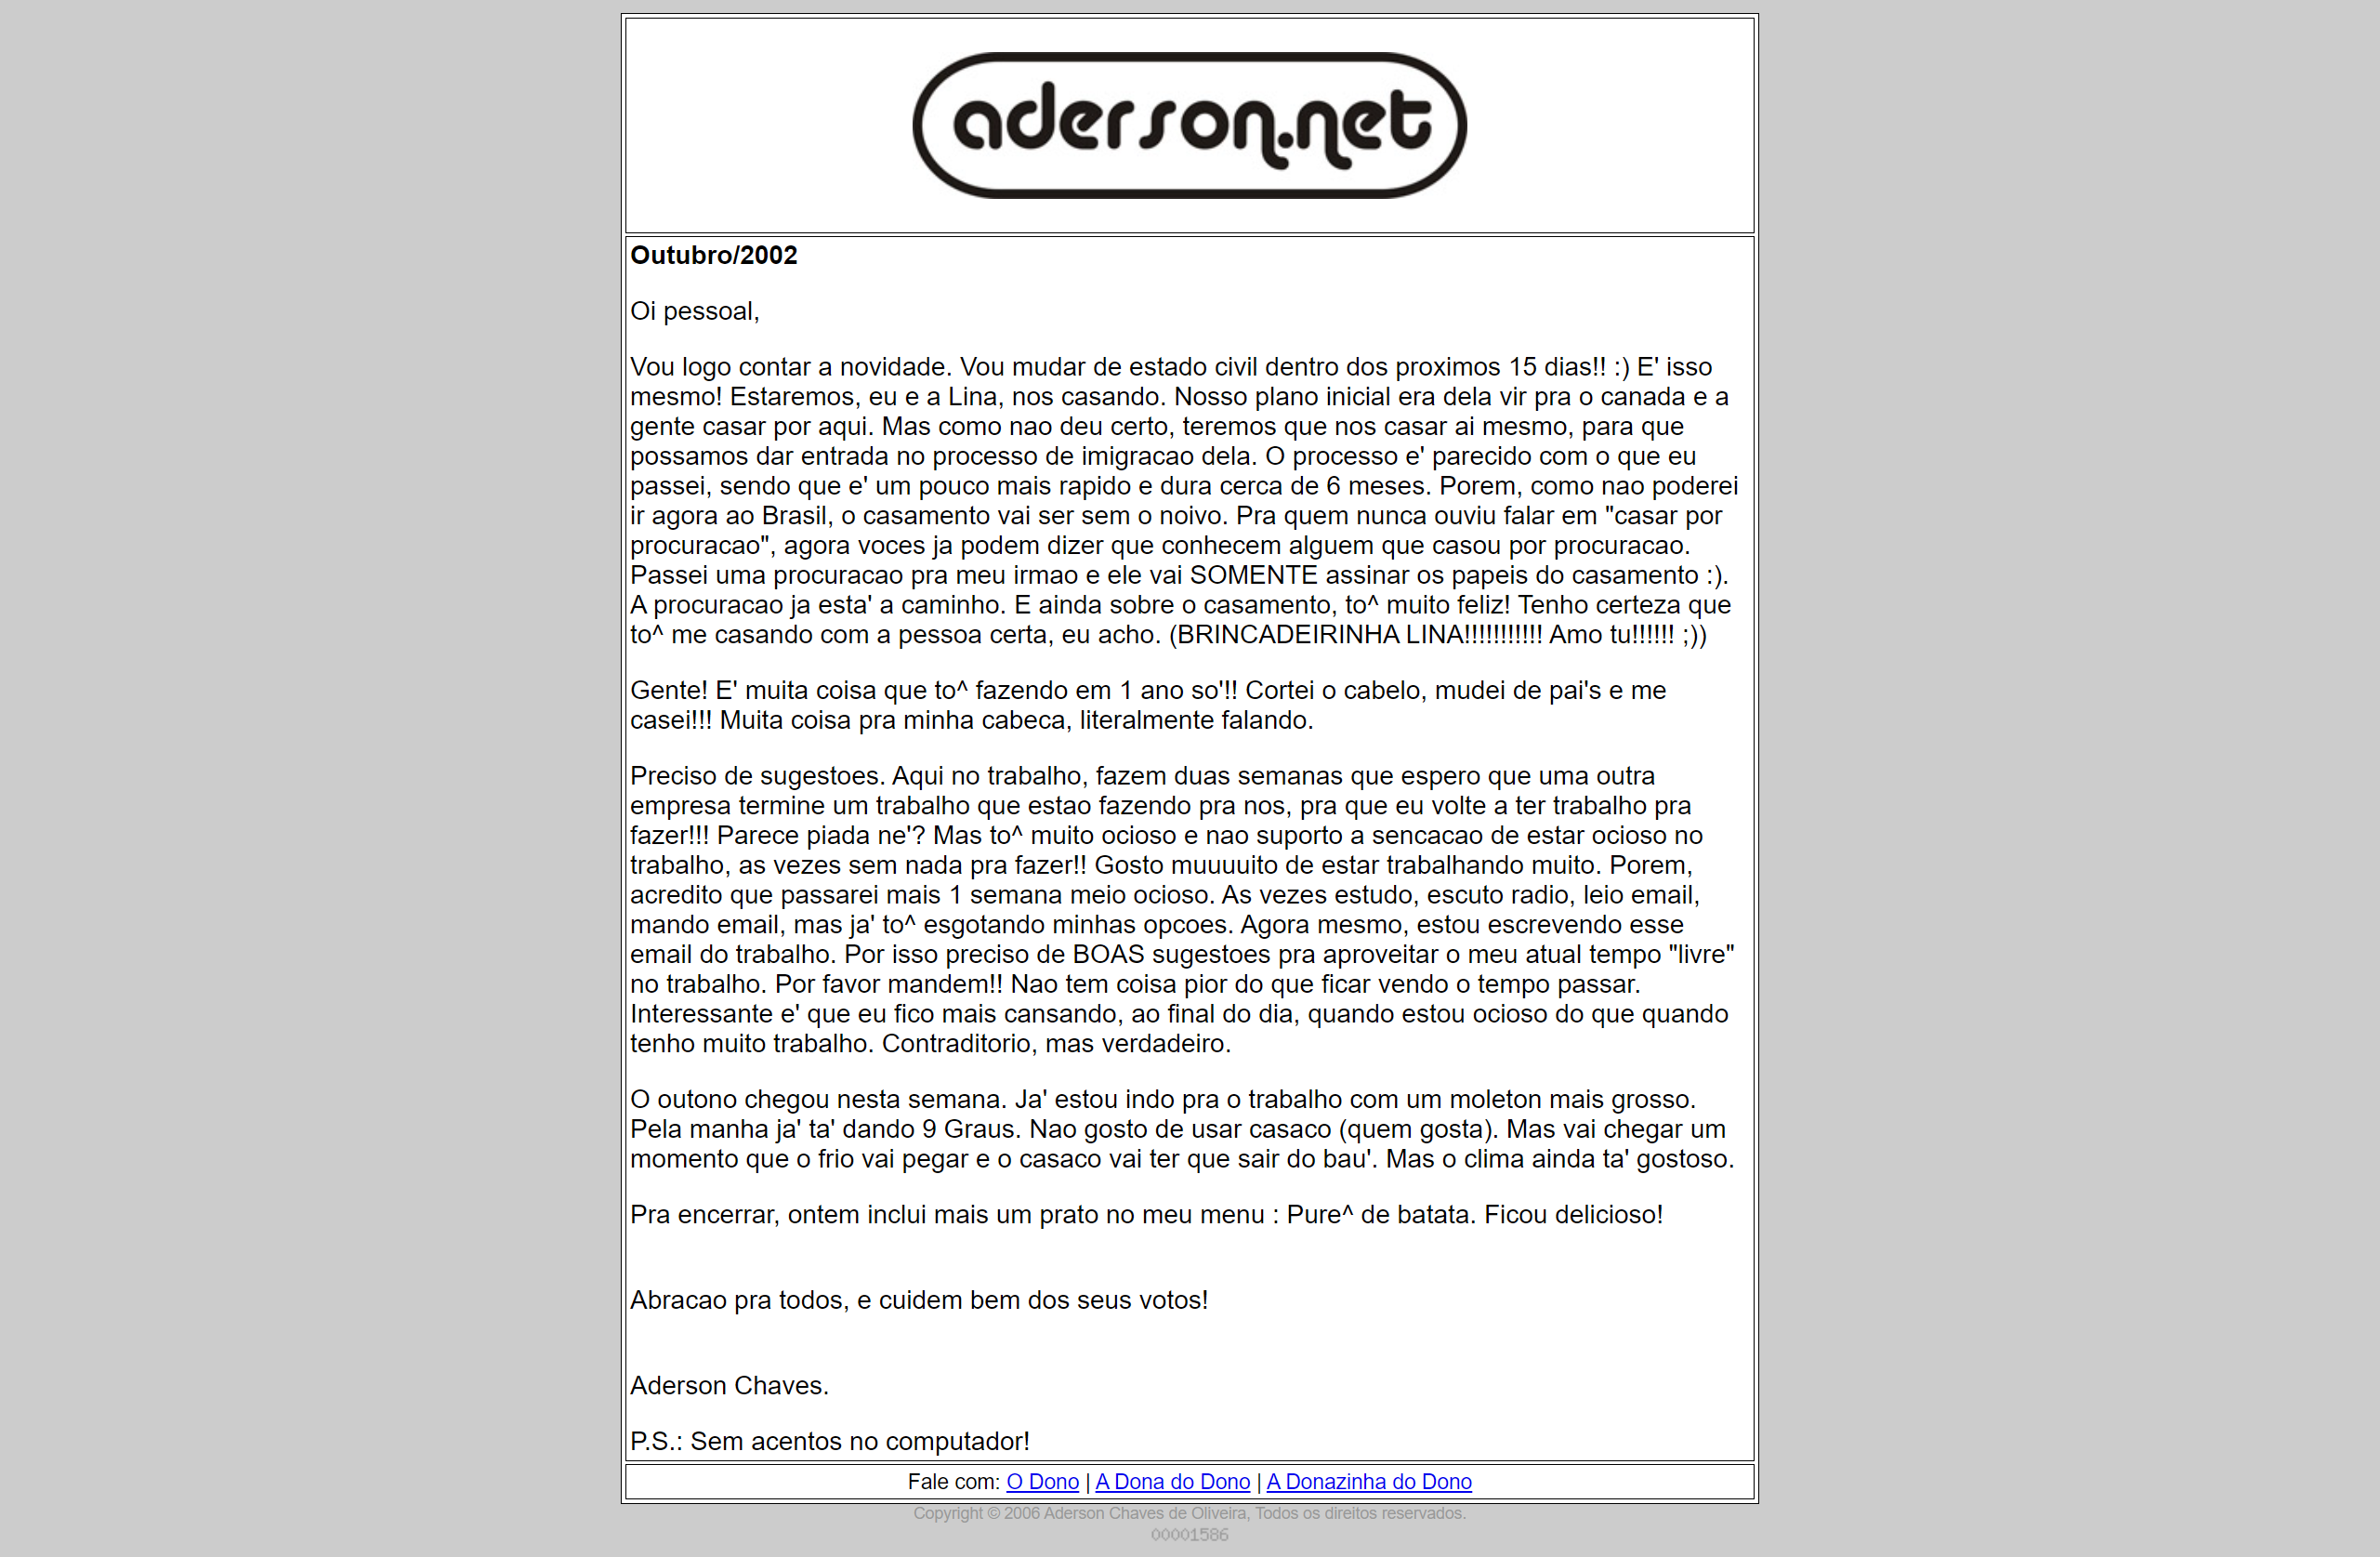 aderson.net
Outubro/2002
Oi pessoal,
Vou logo contar a novidade. Vou mudar de estado civil dentro dos proximos 15 dias!! :) E' isso
mesmo! Estaremos, eu e a Lina, nos casando. Nosso plano inicial era dela vir pra o canada e a
gente casar por aqui. Mas como nao deu certo, teremos que nos casar ai mesmo, para que
possamos dar entrada no processo de imigracao dela. O processo e' parecido com o que eu
passei, sendo que e' um pouco mais rapido e dura cerca de 6 meses. Porem, como nao poderei
ir agora ao Brasil, o casamento vai ser sem o noivo. Pra quem nunca ouviu falar em "casar por
procuracao", agora voces ja podem dizer que conhecem alguem que casou por procuracao.
Passei uma procuracao pra meu irmao e ele vai SOMENTE assinar os papeis do casamento :).
A procuracao ja esta' a caminho. E ainda sobre o casamento, to^ muito feliz! Tenho certeza que
to^ me casando com a pessoa certa, eu acho. (BRINCADEIRINHA LINA!!!!!!!!!!! Amo tu!!!!!! ;))
Gente! E' muita coisa que to^ fazendo em 1 ano so'!! Cortei o cabelo, mudei de pai's e me
casei!!! Muita coisa pra minha cabeca, literalmente falando.
Preciso de sugestoes. Aqui no trabalho, fazem duas semanas que espero que uma outra
empresa termine um trabalho que estao fazendo pra nos, pra que eu volte a ter trabalho pra
fazer!!! Parece piada ne'? Mas to^ muito ocioso e nao suporto a sencacao de estar ocioso no
trabalho, as vezes sem nada pra fazer!! Gosto muuuuito de estar trabalhando muito. Porem,
acredito que passarei mais 1 semana meio ocioso. As vezes estudo, escuto radio, leio email,
mando email, mas ja' to^ esgotando minhas opcoes. Agora mesmo, estou escrevendo esse
email do trabalho. Por isso preciso de BOAS sugestoes pra aproveitar o meu atual tempo "livre"
no trabalho. Por favor mandem!! Nao tem coisa pior do que ficar vendo o tempo passar.
Interessante e' que eu fico mais cansando, ao final do dia, quando estou ocioso do que quando
tenho muito trabalho. Contraditorio, mas verdadeiro.
O outono chegou nesta semana. Ja' estou indo pra o trabalho com um moleton mais grosso.
Pela manha ja' ta' dando 9 Graus. Nao gosto de usar casaco (quem gosta). Mas vai chegar um
momento que o frio vai pegar e o casaco vai ter que sair do bau'. Mas o clima ainda ta' gostoso.
Pra encerrar, ontem inclui mais um prato no meu menu : Pure^ de batata. Ficou delicioso!
Abracao pra todos, e cuidem bem dos seus votos!
Aderson Chaves.
P.S.: Sem acentos no computador!
Fale com: O Dono | A Dona do Dono | A Donazinha do Dono
Copyright © 2006 Aderson Chaves de Oliveira, Todos os direitos reservados.
00001586